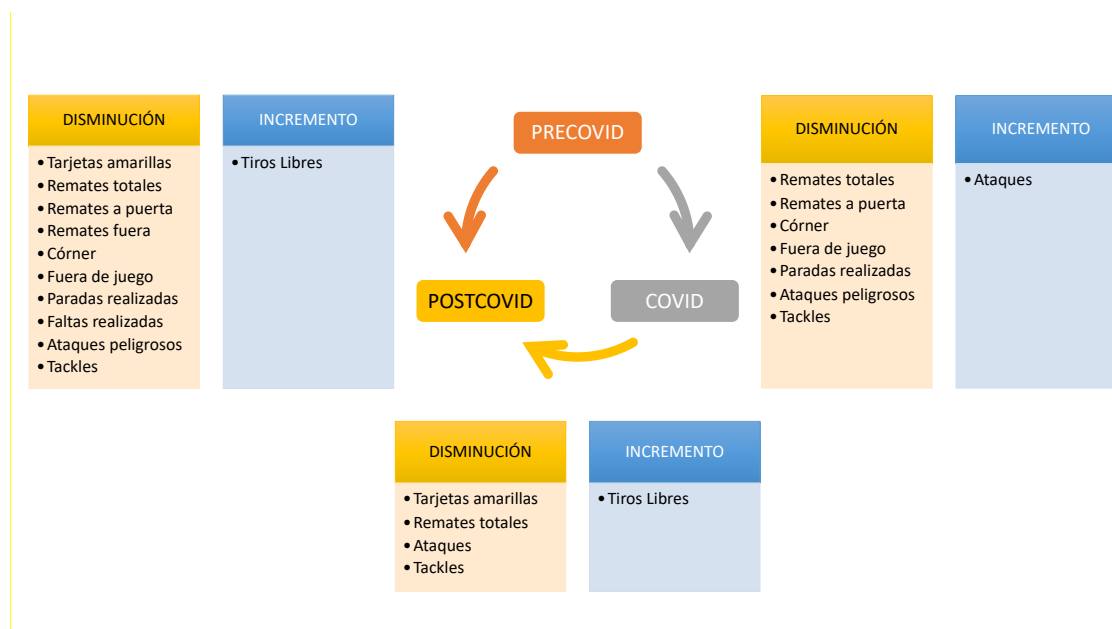 DISMINUCIÓN
• Tarjetas amarillas
• Remates totales
• Remates a puerta
• Remates fuera
• Córner
• Fuera de juego
• Paradas realizadas
• Faltas realizadas
• Ataques peligrosos
• Tackles
INCREMENTO
• Tiros Libres
PRECOVID
POSTCOVID
COVID
DISMINUCIÓN
• Remates totales
• Remates a puerta
• Córner
• Fuera de juego
• Paradas realizadas
• Ataques peligrosos
• Tackles
INCREMENTO
• Ataques
DISMINUCIÓN
• Tarjetas amarillas
• Remates totales
• Ataques
• Tackles
INCREMENTO
• Tiros Libres